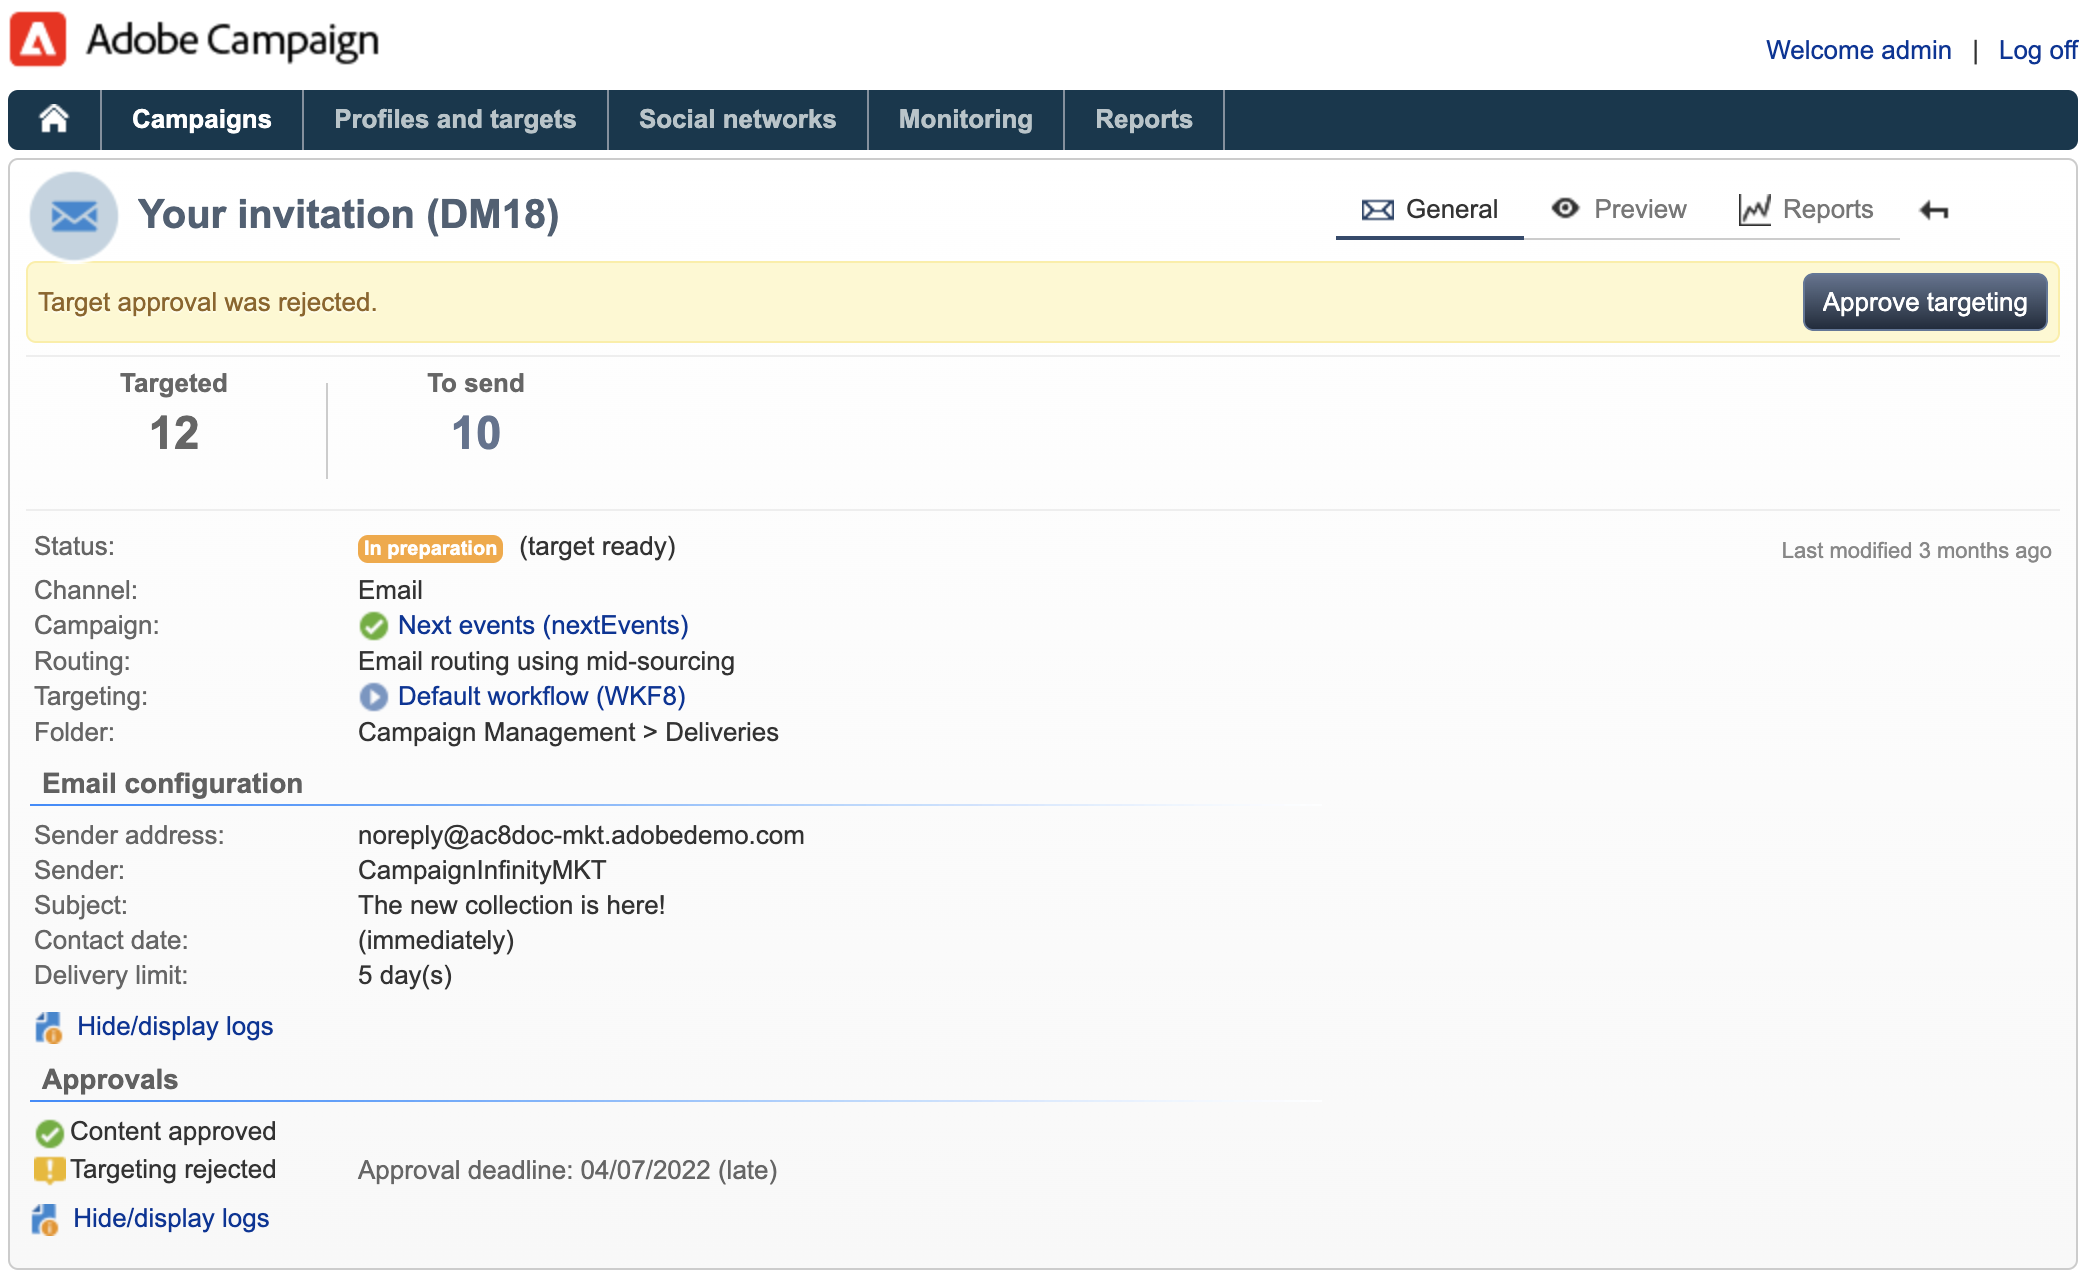 Adobe Campaign
Welcome admin | Log off
Campaigns Profiles and targets Social networks Monitoring Reports
Your invitation (DM18) General Preview Reports
Target approval was rejected. Approve targeting
Targeted To send
12 10
Status: In preparation (target ready) Last modified 3 months ago
Channel: Email
Campaign: Next events (nextEvents)
Routing: Email routing using mid-sourcing
Targeting: Default workflow (WKF8)
Folder: Campaign Management > Deliveries
Email configuration
Sender address: noreply@ac8doc-mkt.adobedemo.com
Sender: CampaignInfinityMKT
Subject: The new collection is here!
Contact date: (immediately)
Delivery limit: 5 day(s)
Hide/display logs
Approvals
Content approved
Targeting rejected Approval deadline: 04/07/2022 (late)
Hide/display logs